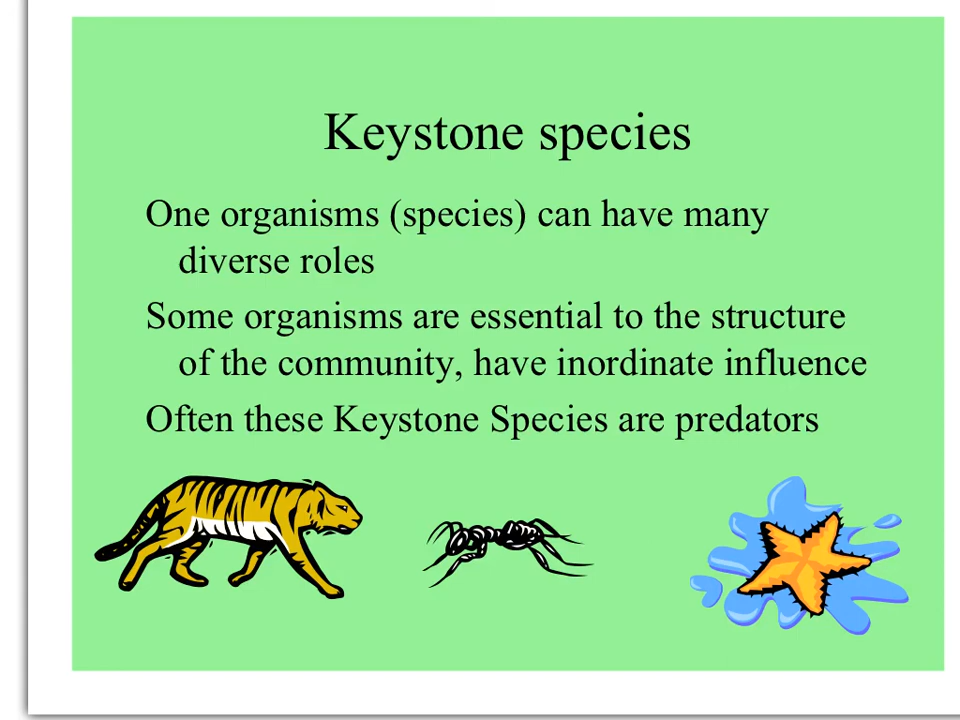 Keystone species
One organisms (species) can have many
diverse roles
Some organisms are essential to the structure
of the community, have inordinate influence
Often these Keystone Species are predators